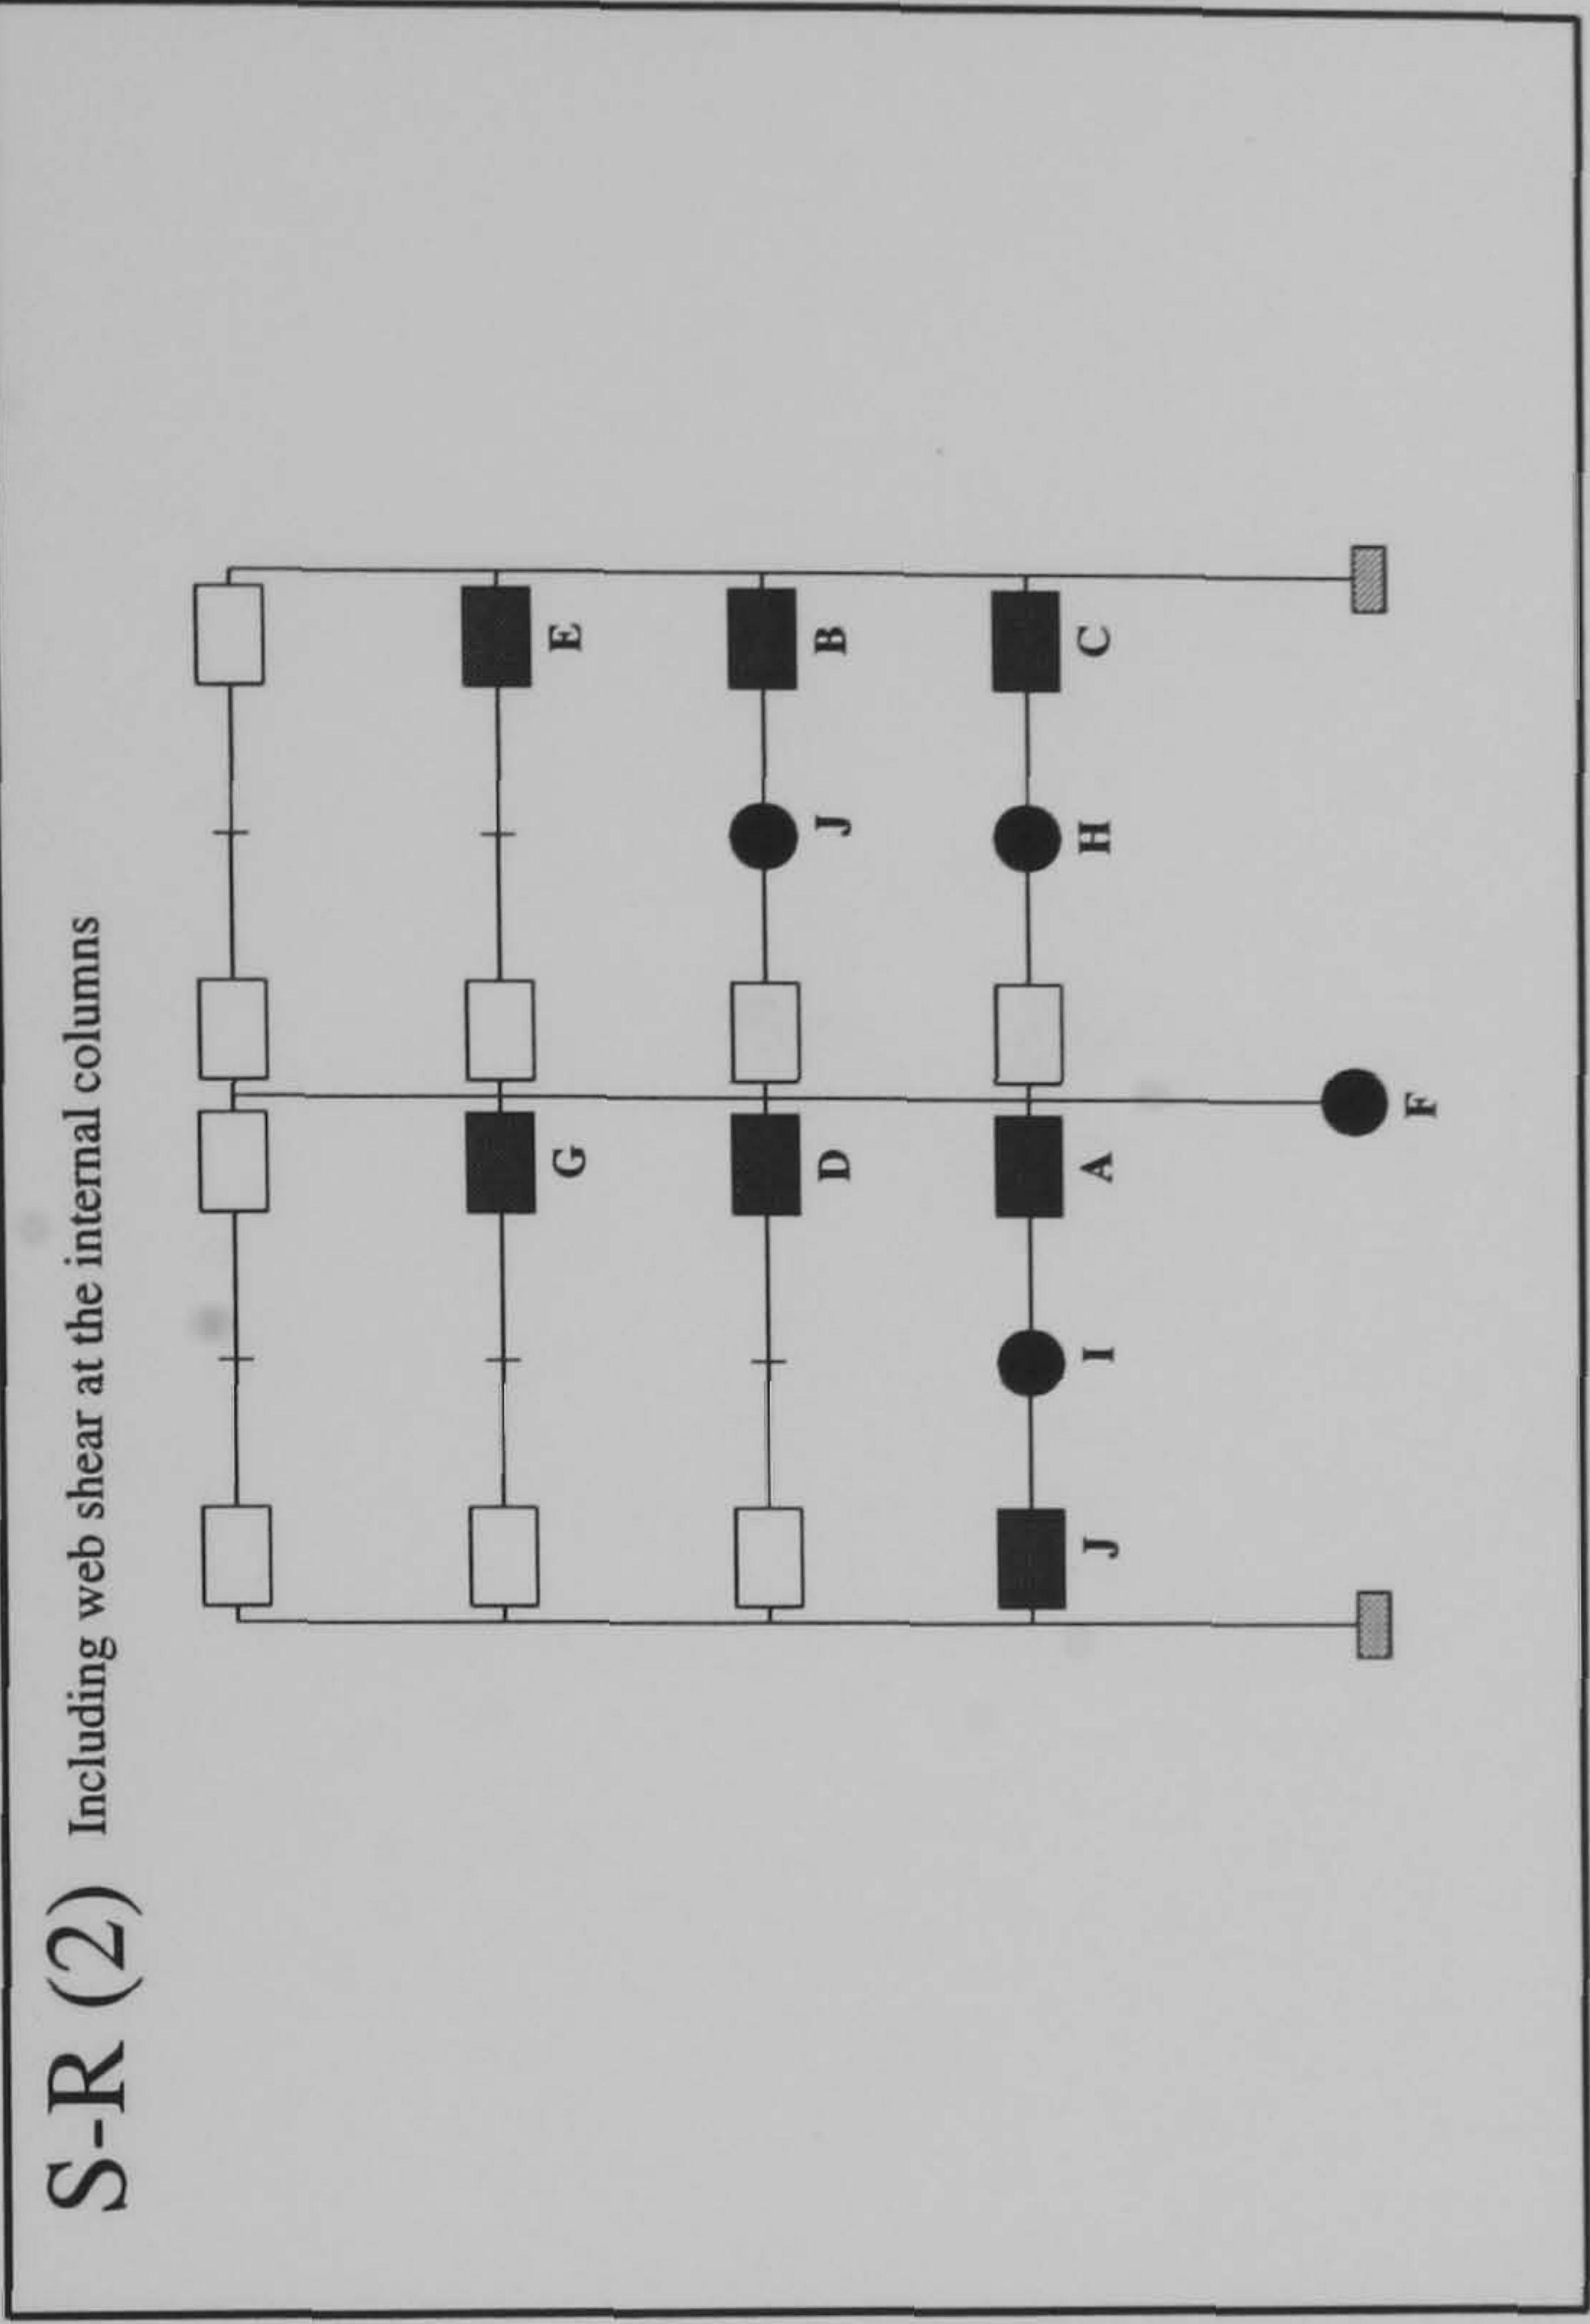 S-R (2) Including web shear at the internal columns
G E
D J B
J I A H C
F